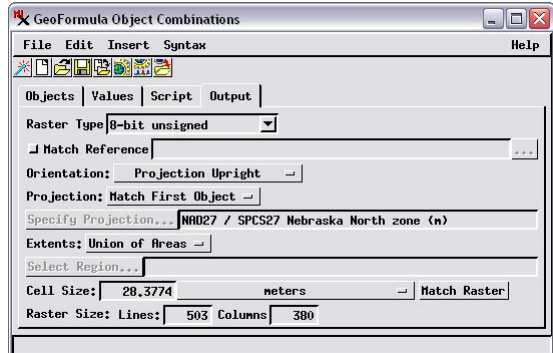 GeoFormula Object Combinations
File Edit Insert Syntax Help
Objects Values Script Output
Raster Type 8-bit unsigned
Match Reference ...
Orientation: Projection Upright
Projection: Match First Object
Specify Projection... NAD27 / SPCS27 Nebraska North zone (m)
Extents: Union of Areas
Select Region...
Cell Size: 28.3774 meters Match Raster
Raster Size: Lines: 503 Columns 380